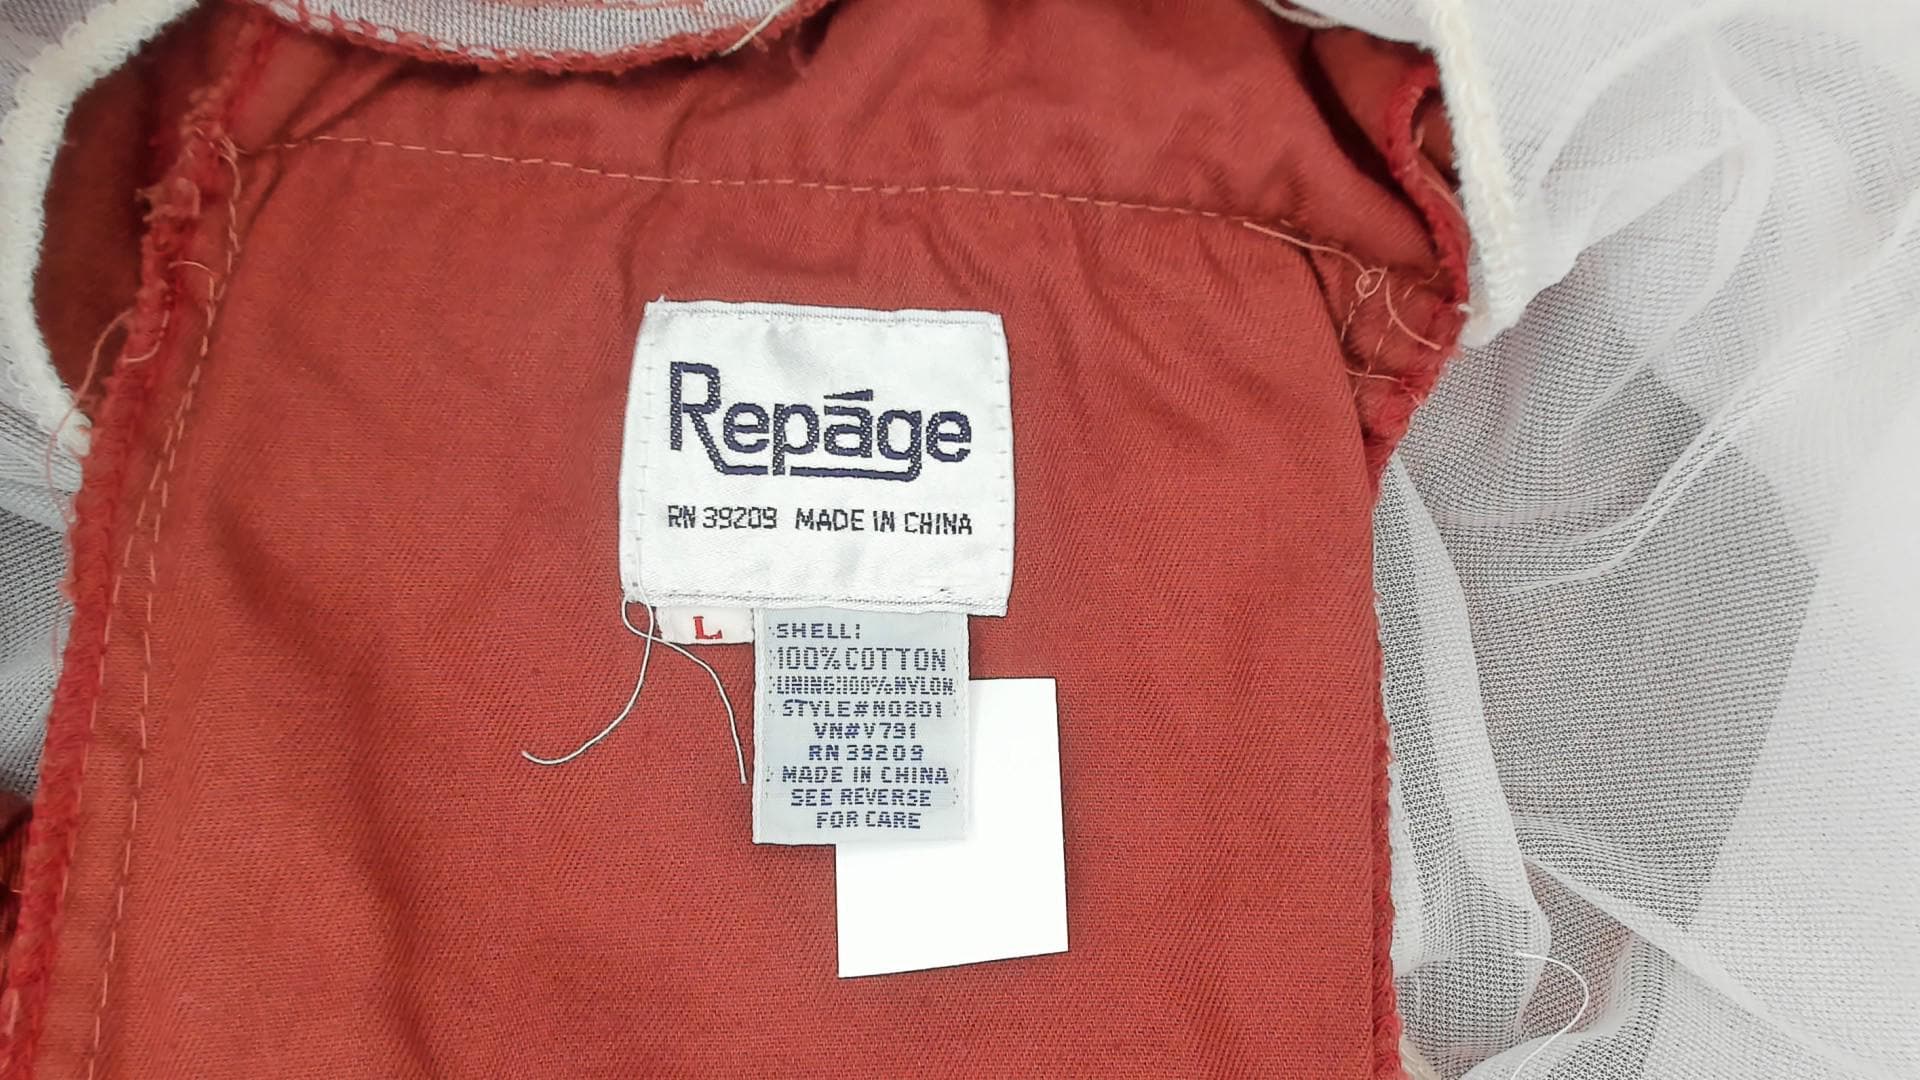 Repáge
RN 39209 MADE IN CHINA
L
SHELL:
100% COTTON
LINING:100%NYLON
STYLE#N0801
VN#V791
RN 39209
MADE IN CHINA
SEE REVERSE
FOR CARE